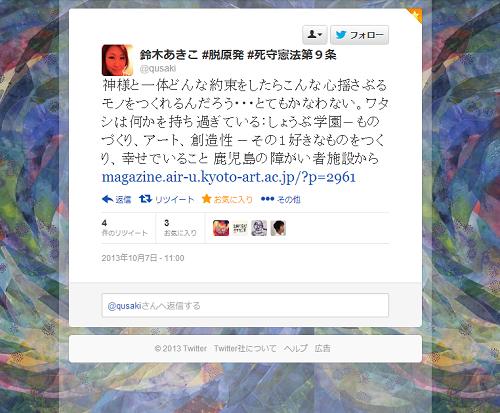 フォロー
鈴木あきこ #脱原発 #死守憲法第９条
@qusaki
神様と一体どんな約束をしたらこんな心揺さぶる
モノをつくれるんだろう・・・とてもかなわない。ワタ
シは何かを持ち過ぎている：しょうぶ学園－もの
づくり、アート、創造性 － その１好きなものをつく
り、幸せでいること 鹿児島の障がい者施設から
magazine.air-u.kyoto-art.ac.jp/?p=2961
返信 リツイート お気に入り その他
4 3
件のリツイート お気に入り
2013年10月7日 - 11:00
@qusakiさんへ返信する
© 2013 Twitter Twitter社について ヘルプ 広告